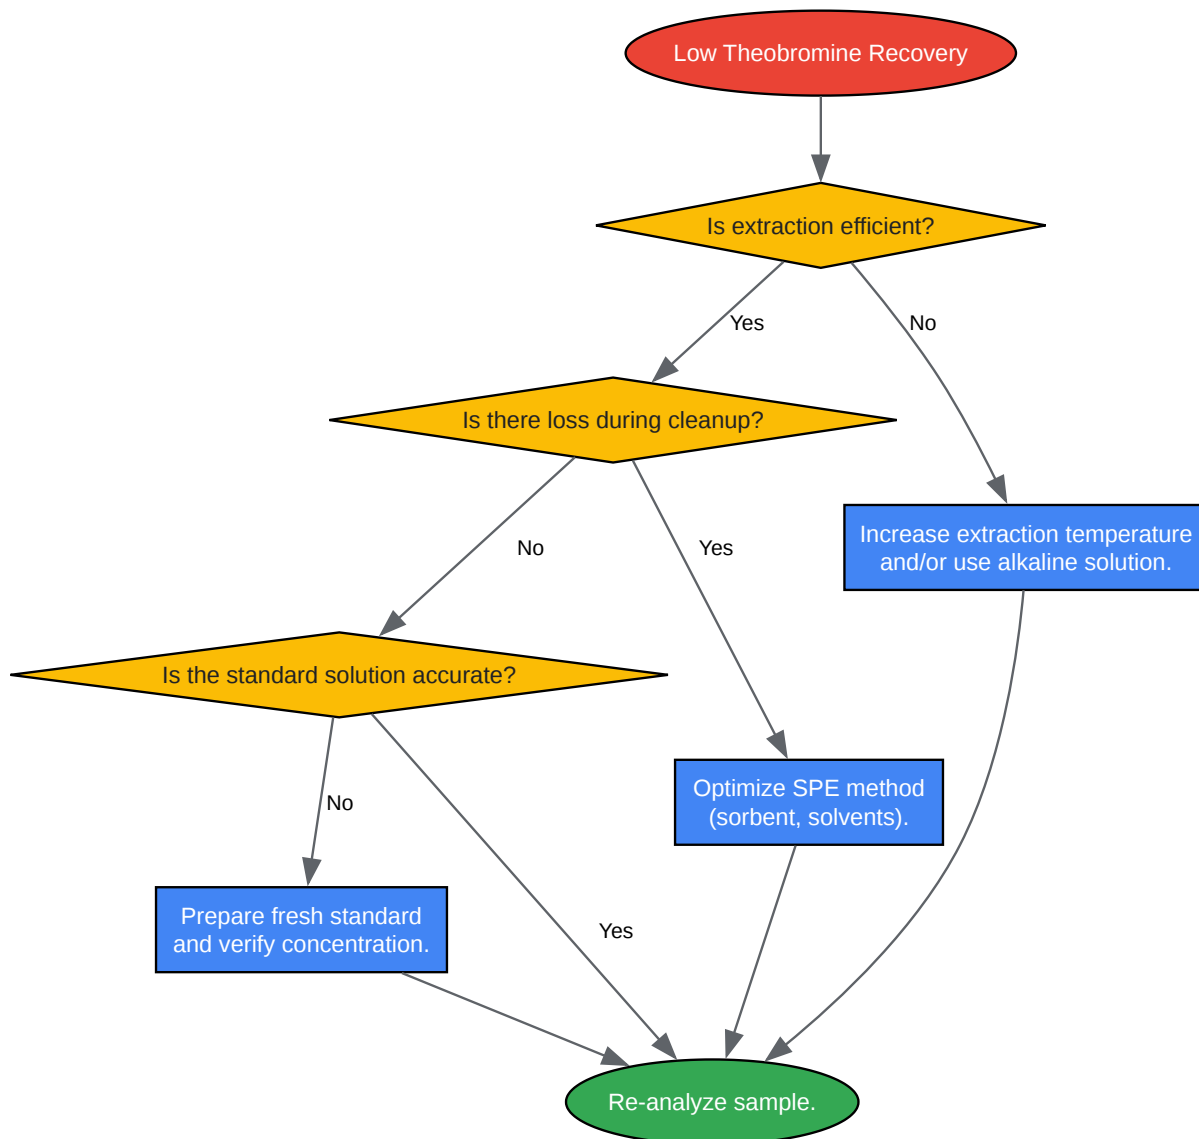 Low Theobromine Recovery
Is extraction efficient?
Yes
No
Is there loss during cleanup?
No
Yes
Increase extraction temperature
and/or use alkaline solution.
Is the standard solution accurate?
No
Yes
Optimize SPE method
(sorbent, solvents).
Prepare fresh standard
and verify concentration.
Re-analyze sample.